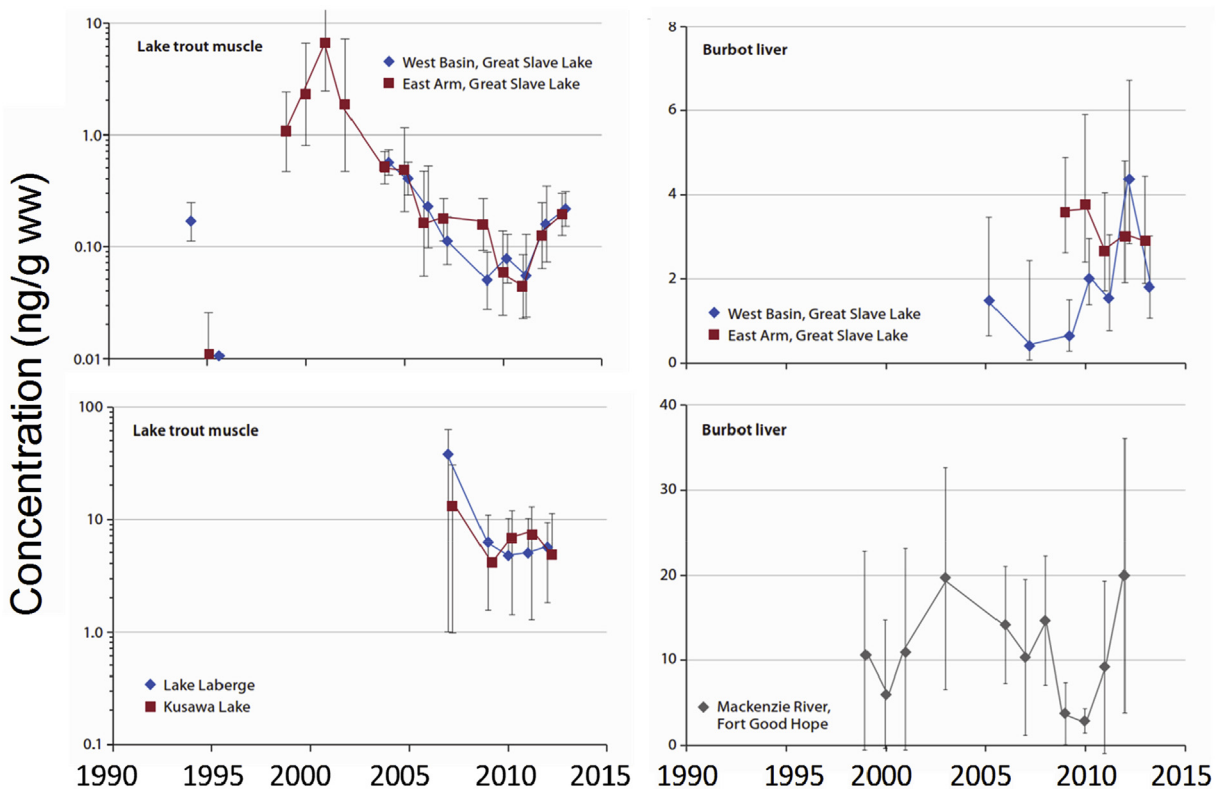 Concentration (ng/g ww)
10
1.0
0.10
0.01
Lake trout muscle
West Basin, Great Slave Lake
East Arm, Great Slave Lake
8
6
4
2
0
Burbot liver
West Basin, Great Slave Lake
East Arm, Great Slave Lake
100
10
1.0
0.1
Lake trout muscle
Lake Laberge
Kusawa Lake
1990 1995 2000 2005 2010 2015
40
30
20
10
0
Burbot liver
Mackenzie River,
Fort Good Hope
1990 1995 2000 2005 2010 2015